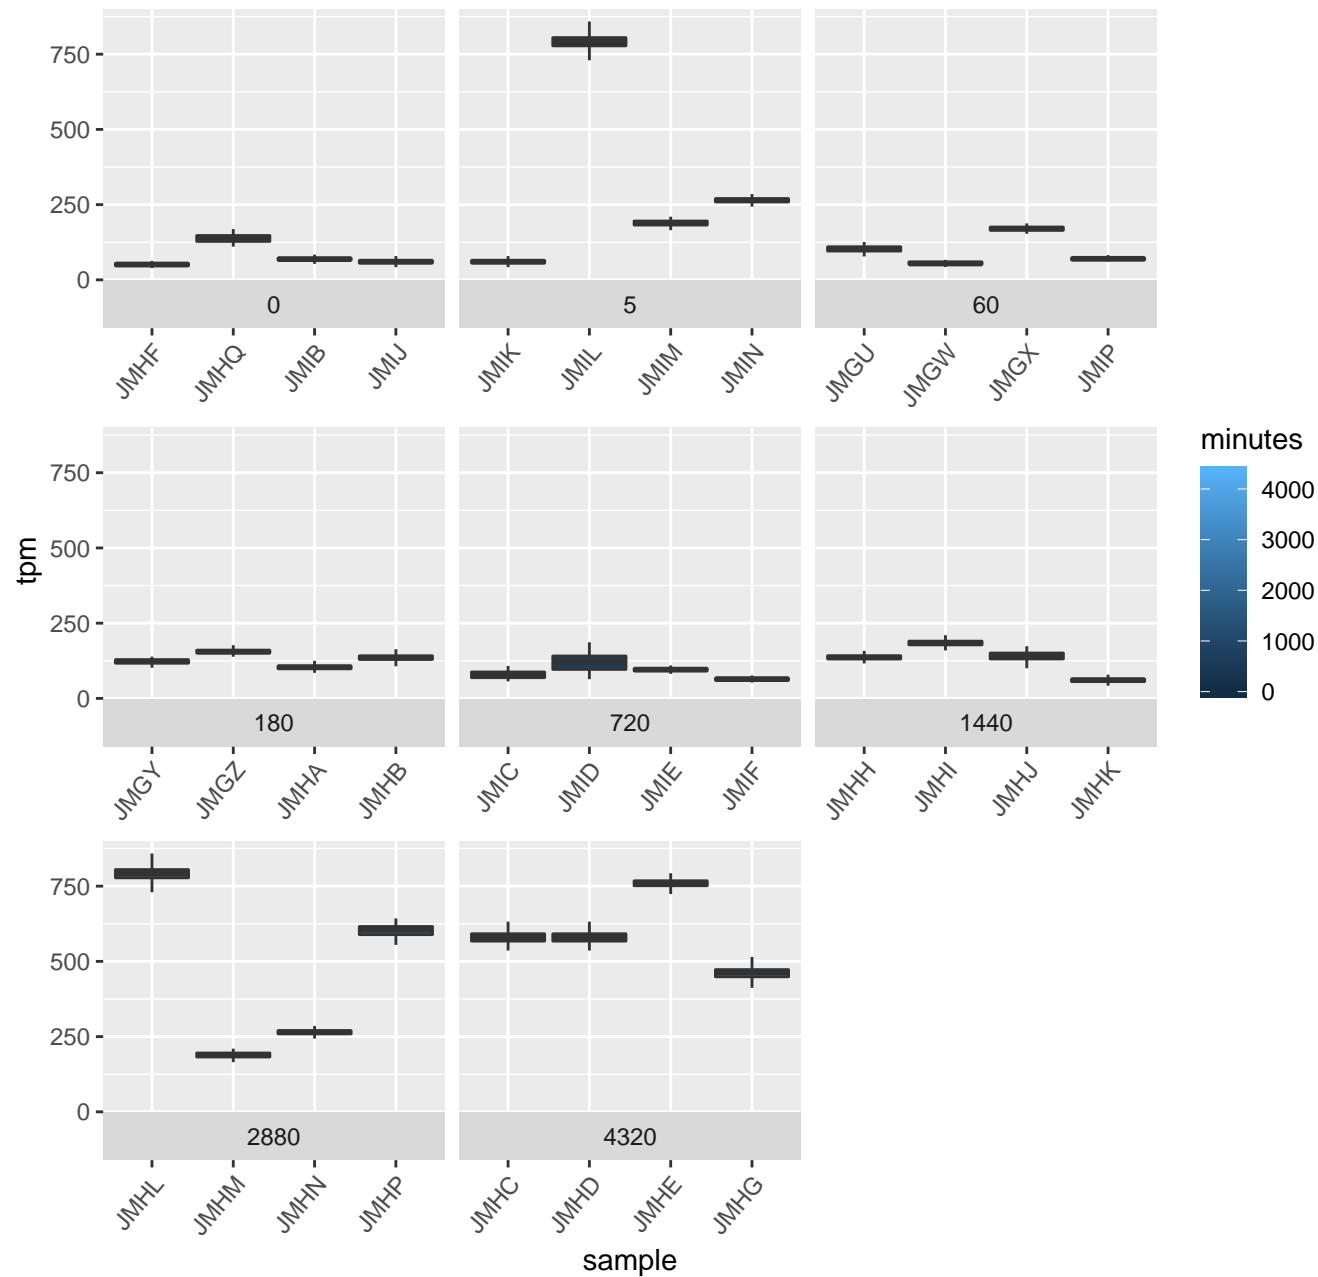 750
500
250
0
0
5
60
JMHF
JMHQ
JMIB
JMIJ
JMIK
JMIL
JMIM
JMIN
JMGU
JMGW
JMGX
JMIP
750
500
250
0
180
720
1440
JMGY
JMGZ
JMHA
JMHB
JMIC
JMID
JMIE
JMIF
JMHH
JMHI
JMHJ
JMHK
750
500
250
0
2880
4320
JMHL
JMHM
JMHN
JMHP
JMHC
JMHD
JMHE
JMHG
tpm
sample
minutes
4000
3000
2000
1000
0